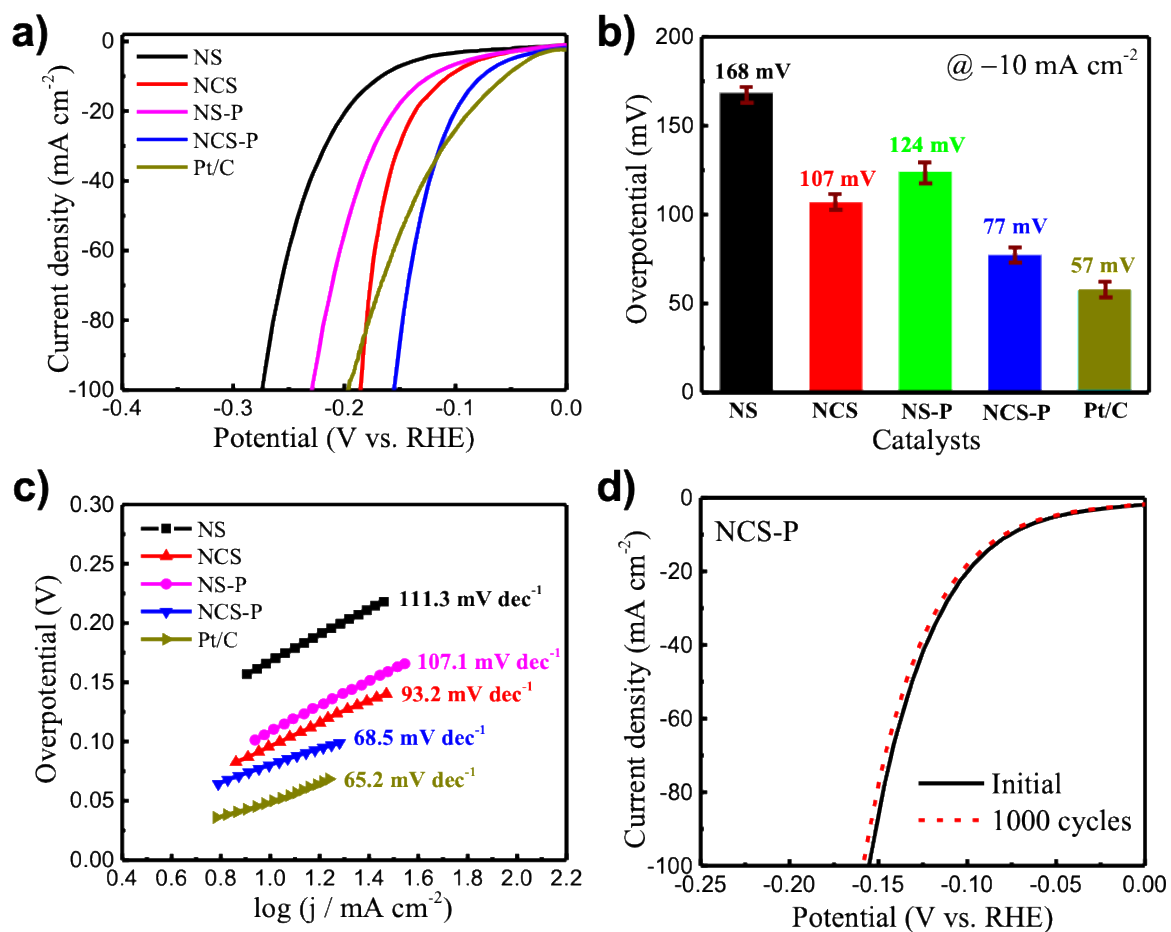 a)
0
-20
-40
-60
-80
-100
Current density (mA cm-2)
NS
NCS
NS-P
NCS-P
Pt/C
-0.4 -0.3 -0.2 -0.1 0.0
Potential (V vs. RHE)
b)
@ −10 mA cm-2
200
150
100
50
0
Overpotential (mV)
168 mV
107 mV
124 mV
77 mV
57 mV
NS NCS NS-P NCS-P Pt/C
Catalysts
c)
0.30
0.25
0.20
0.15
0.10
0.05
0.00
Overpotential (V)
NS
NCS
NS-P
NCS-P
Pt/C
111.3 mV dec-1
107.1 mV dec-1
93.2 mV dec-1
68.5 mV dec-1
65.2 mV dec-1
0.4 0.6 0.8 1.0 1.2 1.4 1.6 1.8 2.0 2.2
log (j / mA cm-2)
d)
NCS-P
0
-20
-40
-60
-80
-100
Current density (mA cm-2)
Initial
1000 cycles
-0.25 -0.20 -0.15 -0.10 -0.05 0.00
Potential (V vs. RHE)